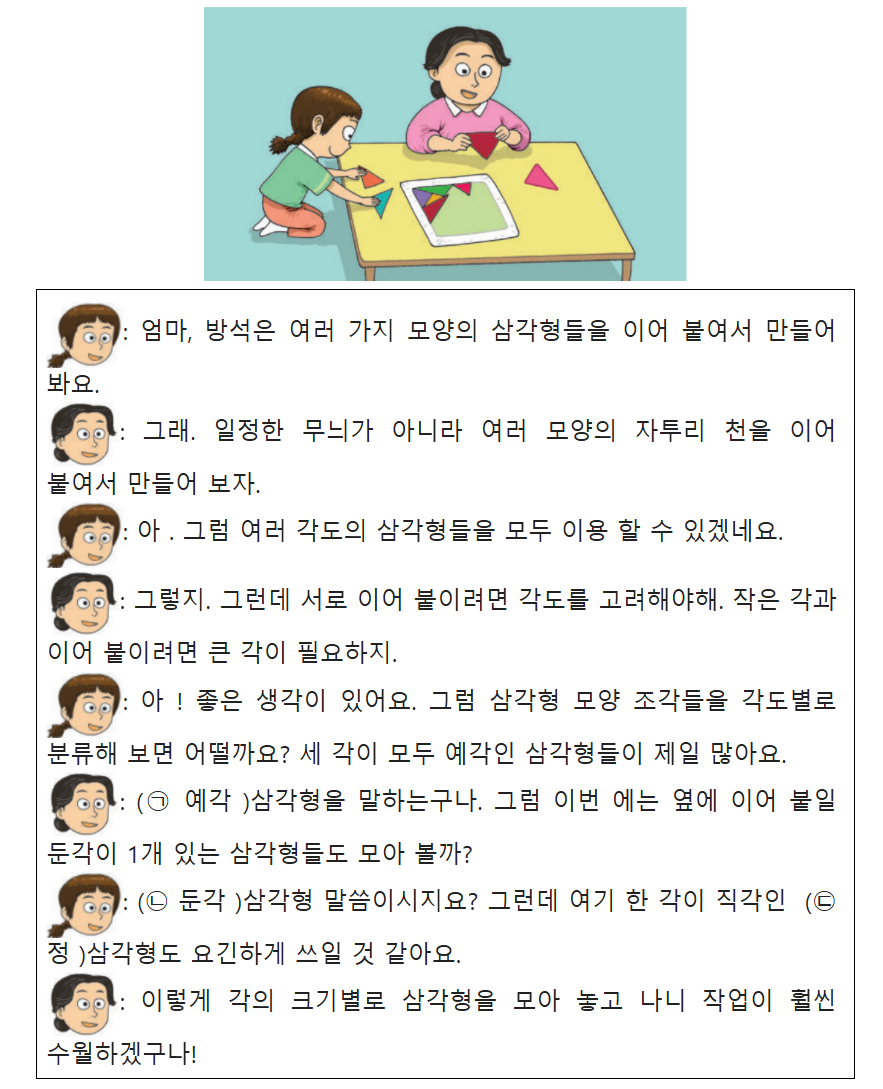 : 엄마, 방석은 여러 가지 모양의 삼각형들을 이어 붙여서 만들어
봐요.
: 그래. 일정한 무늬가 아니라 여러 모양의 자투리 천을 이어
붙여서 만들어 보자.
: 아 . 그럼 여러 각도의 삼각형들을 모두 이용 할 수 있겠네요.
: 그렇지. 그런데 서로 이어 붙이려면 각도를 고려해야해. 작은 각과
이어 붙이려면 큰 각이 필요하지.
: 아 ! 좋은 생각이 있어요. 그럼 삼각형 모양 조각들을 각도별로
분류해 보면 어떨까요? 세 각이 모두 예각인 삼각형들이 제일 많아요.
: (㉠ 예각 )삼각형을 말하는구나. 그럼 이번 에는 옆에 이어 붙일
둔각이 1개 있는 삼각형들도 모아 볼까?
: (㉡ 둔각 )삼각형 말씀이시지요? 그런데 여기 한 각이 직각인 (㉢
정 )삼각형도 요긴하게 쓰일 것 같아요.
: 이렇게 각의 크기별로 삼각형을 모아 놓고 나니 작업이 훨씬
수월하겠구나!